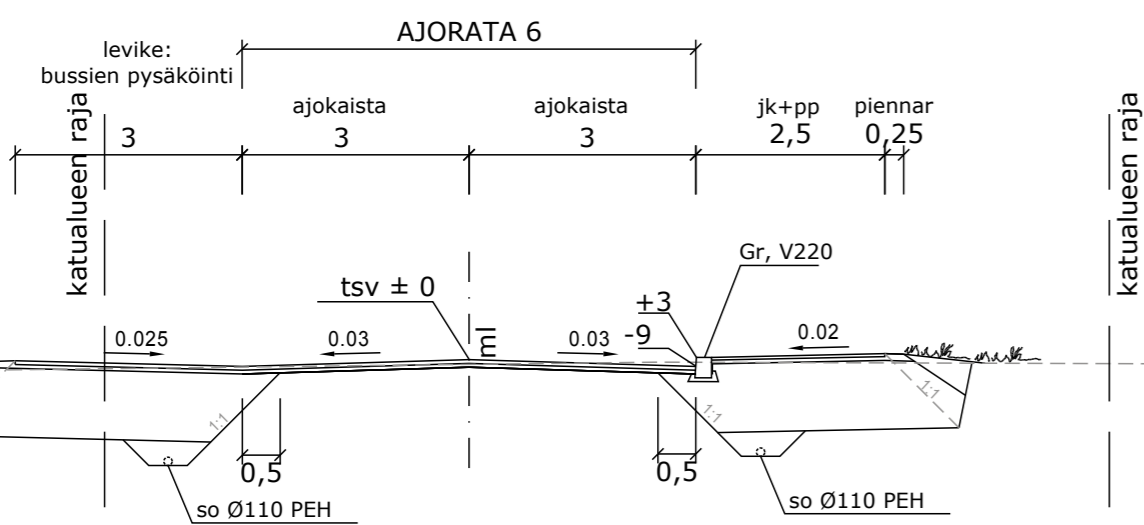 AJORATA 6
levike:
bussien pysäköinti
ajokaista
ajokaista
jk+pp
piennar
3
3
3
2,5
0,25
katualueen raja
katualueen raja
Gr, V220
tsv ± 0
+3
-9
ml
0.025
0.03
0.03
0.02
1:1
1:1
1:1
0,5
0,5
so Ø110 PEH
so Ø110 PEH